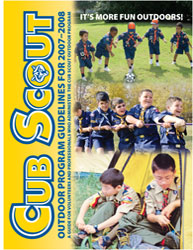 IT'S MORE FUN OUTDOORS!
CUB SCOUT
OUTDOOR PROGRAM GUIDELINES FOR 2007–2008